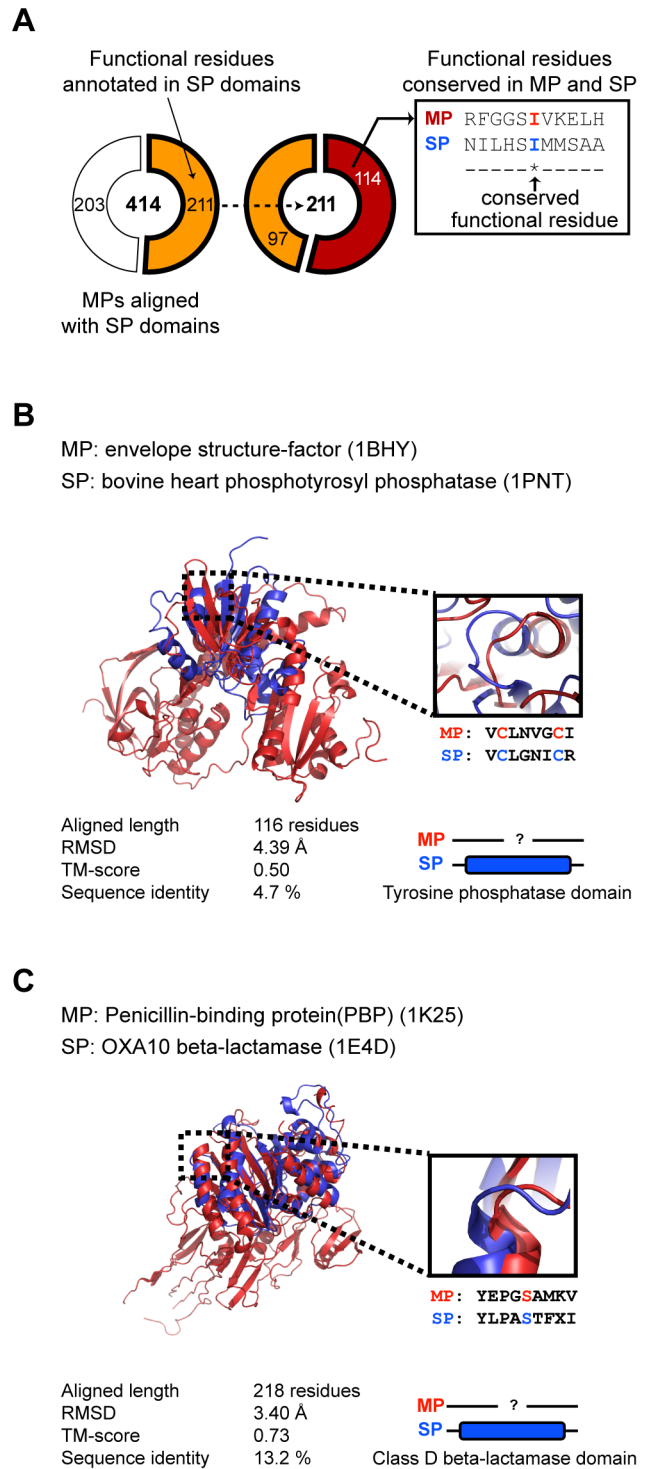 A
Functional residues
annotated in SP domains
Functional residues
conserved in MP and SP
MP RFGGSIVKELH
SP NILHSIMMSAA
-----*-----
conserved
functional residue
203
414
211
211
114
97
MPs aligned
with SP domains
B
MP: envelope structure-factor (1BHY)
SP: bovine heart phosphotyrosyl phosphatase (1PNT)
MP: VCLNVGCI
SP: VCLGNICR
Aligned length 116 residues
RMSD 4.39 Å
TM-score 0.50
Sequence identity 4.7 %
MP ?
SP
Tyrosine phosphatase domain
C
MP: Penicillin-binding protein(PBP) (1K25)
SP: OXA10 beta-lactamase (1E4D)
MP: YEPGSAMKV
SP: YLPASTFXI
Aligned length 218 residues
RMSD 3.40 Å
TM-score 0.73
Sequence identity 13.2 %
MP ?
SP
Class D beta-lactamase domain